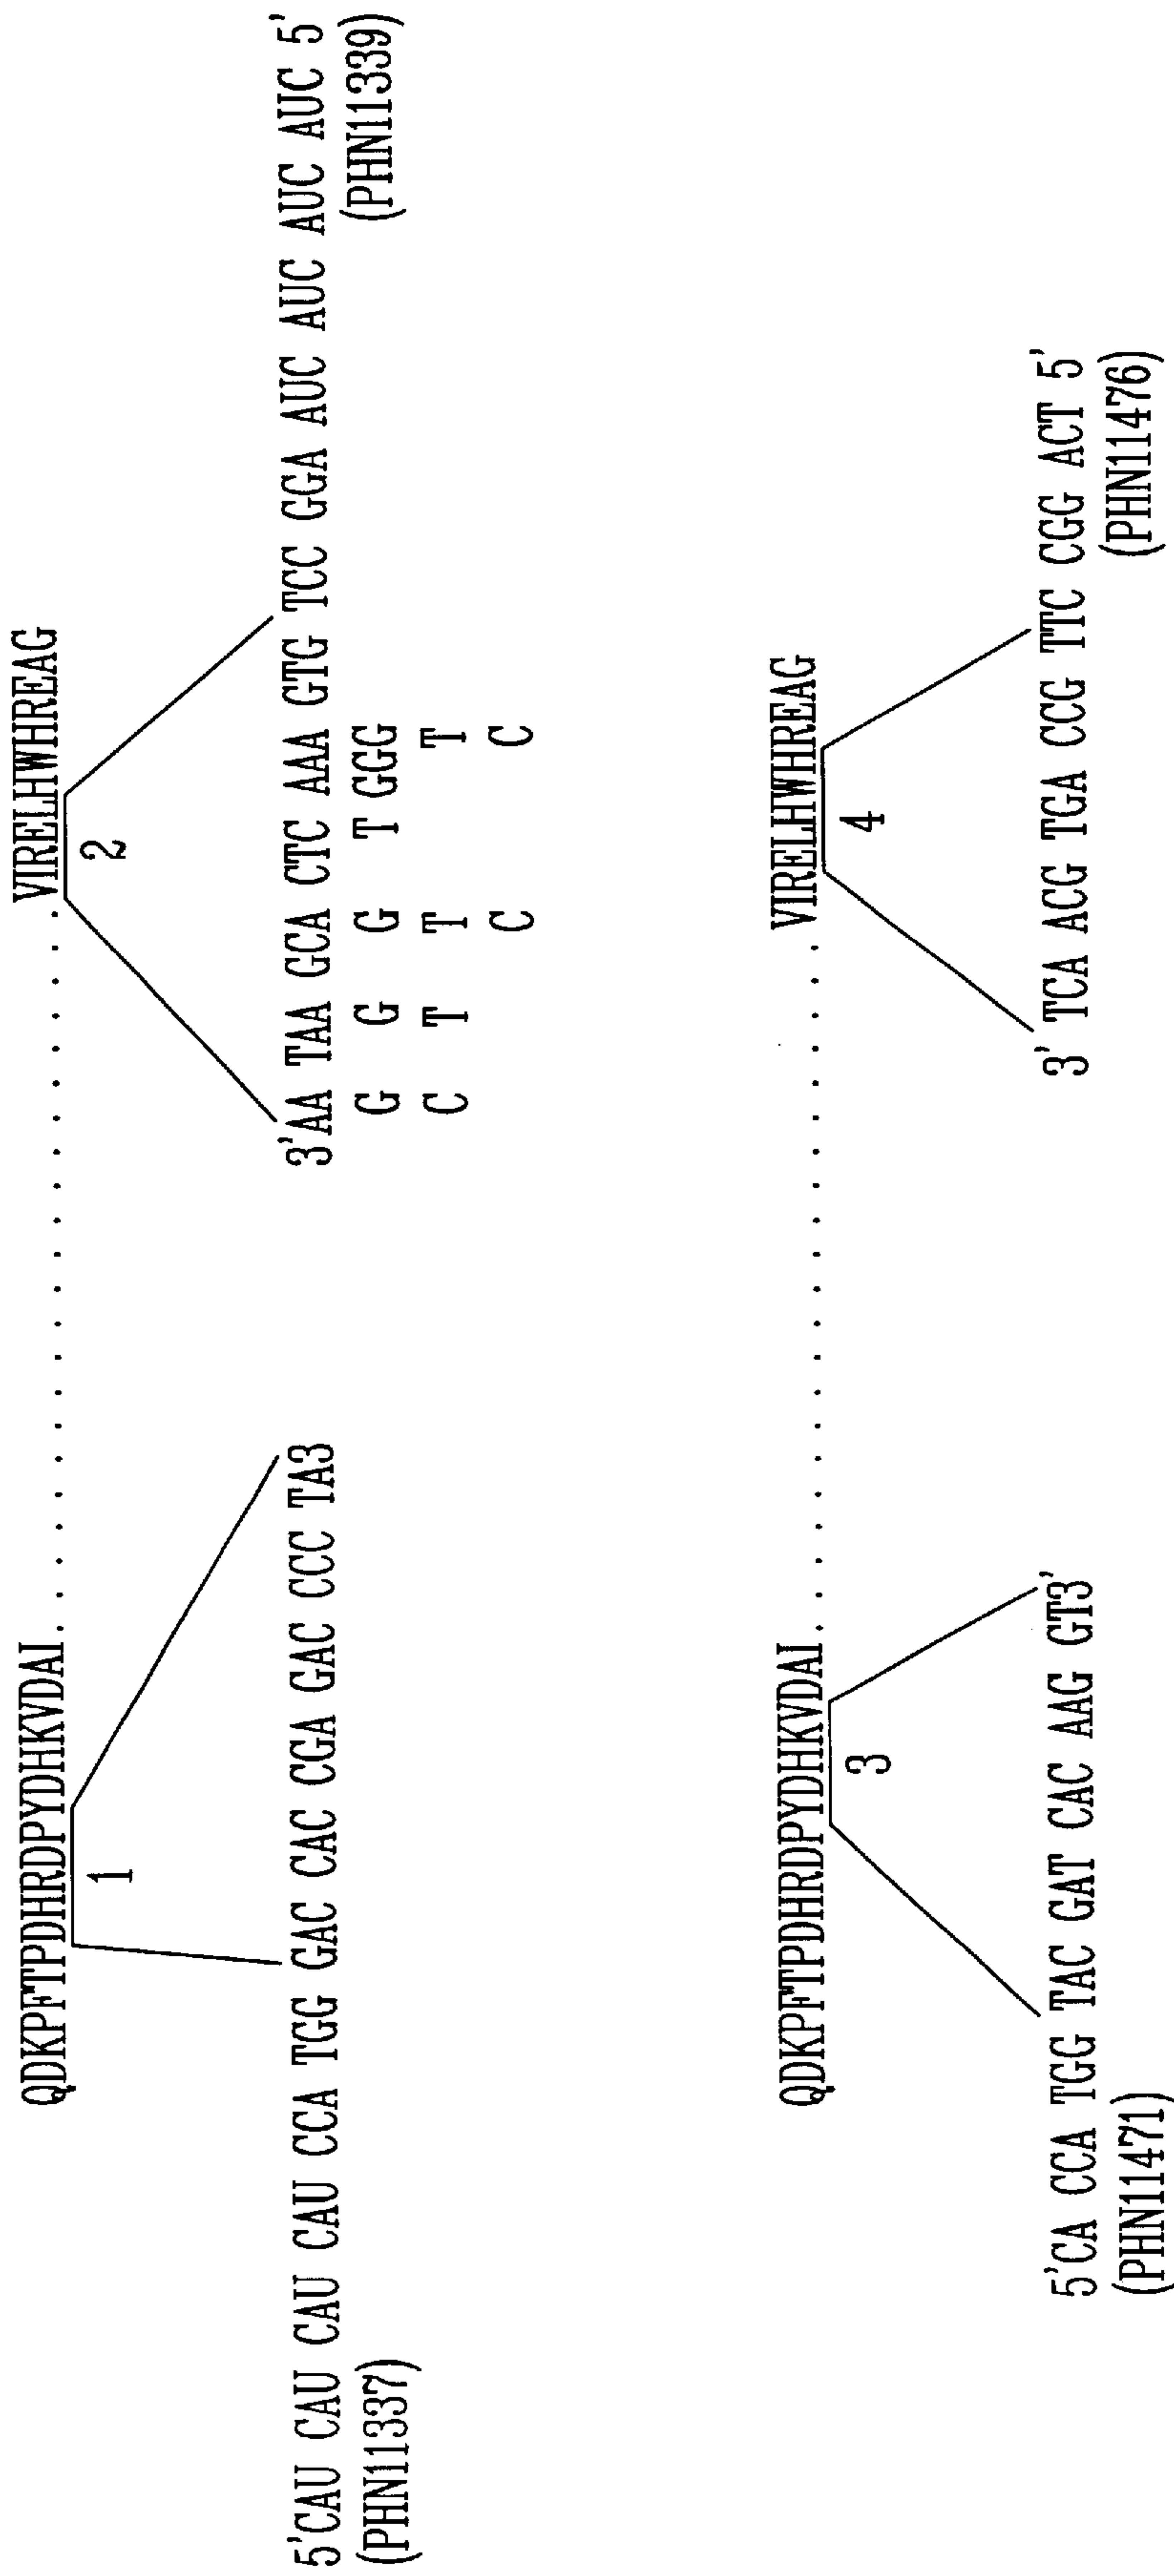 QDKPFTPDHRDPYDHKVDAI. . . . . . . . . . . . . . . . . . . . . . VIRELHWHREAG
1
2
5'CAU CAU CAU CAU CCA TGG GAC CAC CGA GAC CCC TA3
(PHN11337)
3'AA TAA GCA CTC AAA GTG TCC GGA AUC AUC AUC AUC 5'
G G G T GGG
C T T T
C C
(PHN11339)
QDKPFTPDHRDPYDHKVDAI. . . . . . . . . . . . . . . . . . . . . VIRELHWHREAG
3
4
5'CA CCA TGG TAC GAT CAC AAG GT3'
(PHN11471)
3' TCA ACG TGA CCG TTC CGG ACT 5'
(PHN11476)